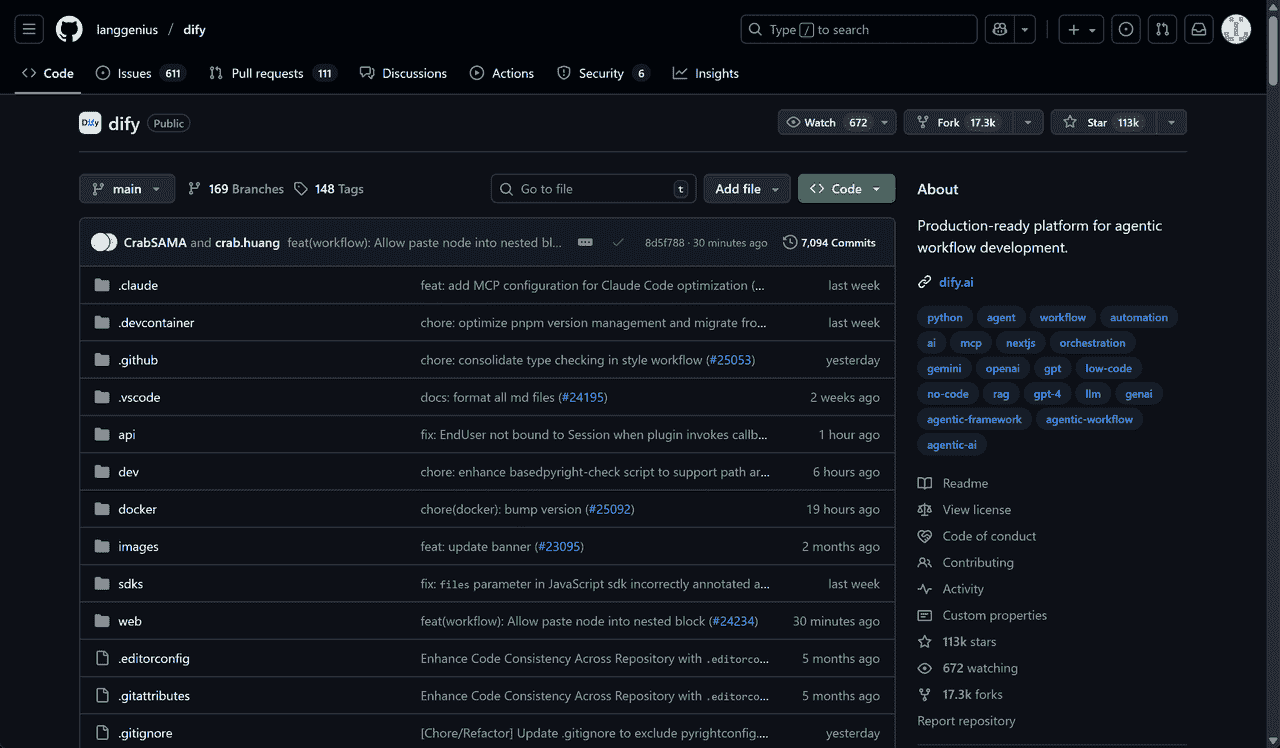 langgenius / dify
Type / to search
Code Issues 611 Pull requests 111 Discussions Actions Security 6 Insights
Dify dify Public
Watch 672 Fork 17.3k Star 113k
main 169 Branches 148 Tags Go to file t Add file Code
CrabSAMA and crab.huang feat(workflow): Allow paste node into nested bl... 8d5f788 · 30 minutes ago 7,094 Commits
.claude feat: add MCP configuration for Claude Code optimization (... last week
.devcontainer chore: optimize pnpm version management and migrate fro... last week
.github chore: consolidate type checking in style workflow (#25053) yesterday
.vscode docs: format all md files (#24195) 2 weeks ago
api fix: EndUser not bound to Session when plugin invokes callb... 1 hour ago
dev chore: enhance basedpyright-check script to support path ar... 6 hours ago
docker chore(docker): bump version (#25092) 19 hours ago
images feat: update banner (#23095) 2 months ago
sdks fix: files parameter in JavaScript sdk incorrectly annotated a... last week
web feat(workflow): Allow paste node into nested block (#24234) 30 minutes ago
.editorconfig Enhance Code Consistency Across Repository with .editorco... 5 months ago
.gitattributes Enhance Code Consistency Across Repository with .editorco... 5 months ago
.gitignore [Chore/Refactor] Update .gitignore to exclude pyrightconfig.... yesterday
About
Production-ready platform for agentic
workflow development.
dify.ai
python agent workflow automation
ai mcp nextjs orchestration
gemini openai gpt low-code
no-code rag gpt-4 llm genai
agentic-framework agentic-workflow
agentic-ai
Readme
View license
Code of conduct
Contributing
Activity
Custom properties
113k stars
672 watching
17.3k forks
Report repository